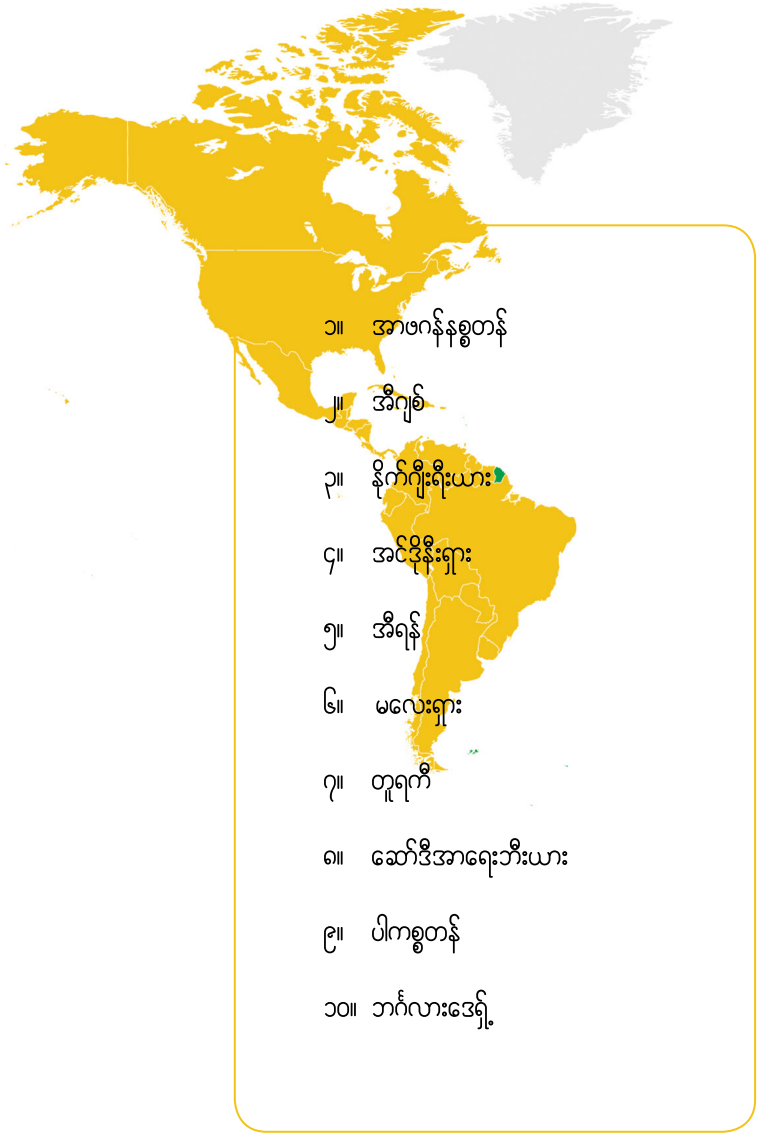 ၁။ အာဖဂန်နစ္စတန်
၂။ အီဂျစ်
၃။ နိုက်ဂျီးရီးယား
၄။ အင်ဒိုနီးရှား
၅။ အီရန်
၆။ မလေးရှား
၇။ တူရကီ
၈။ ဆော်ဒီအာရေးဘီးယား
၉။ ပါကစ္စတန်
၁၀။ ဘင်္ဂလားဒေရှ့်